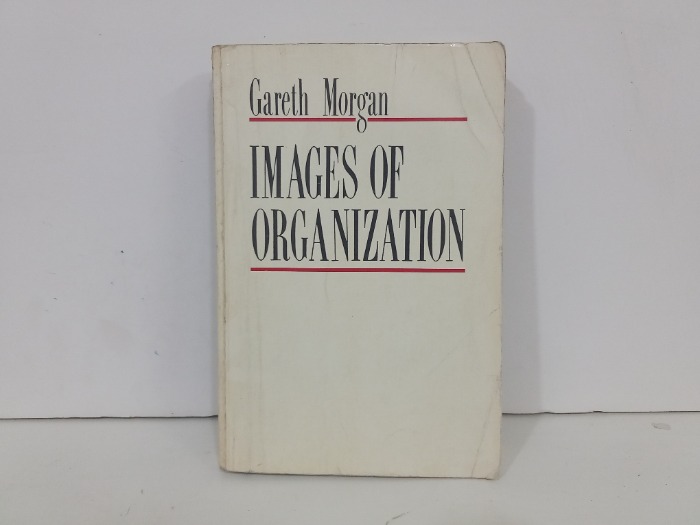 Gareth Morgan
IMAGES OF
ORGANIZATION